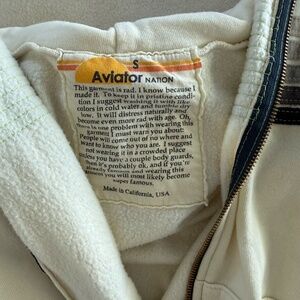 S
Aviator NATION
This garment is rad. I know because I
made it. To keep it in pristine condi-
tion I suggest washing it with like
colors in cold water and tumble dry
low. It will distress naturally and
become even more rad with age. Oh,
there is one problem with wearing this
garment I must warn you about:
People will come out of no where and
want to know who you are. I suggest
not wearing it in a crowded place
unless you have a couple body guards,
then it's probably ok, and if you're
already famous and wearing this
means you will most likely become
super famous.
Made in California, USA